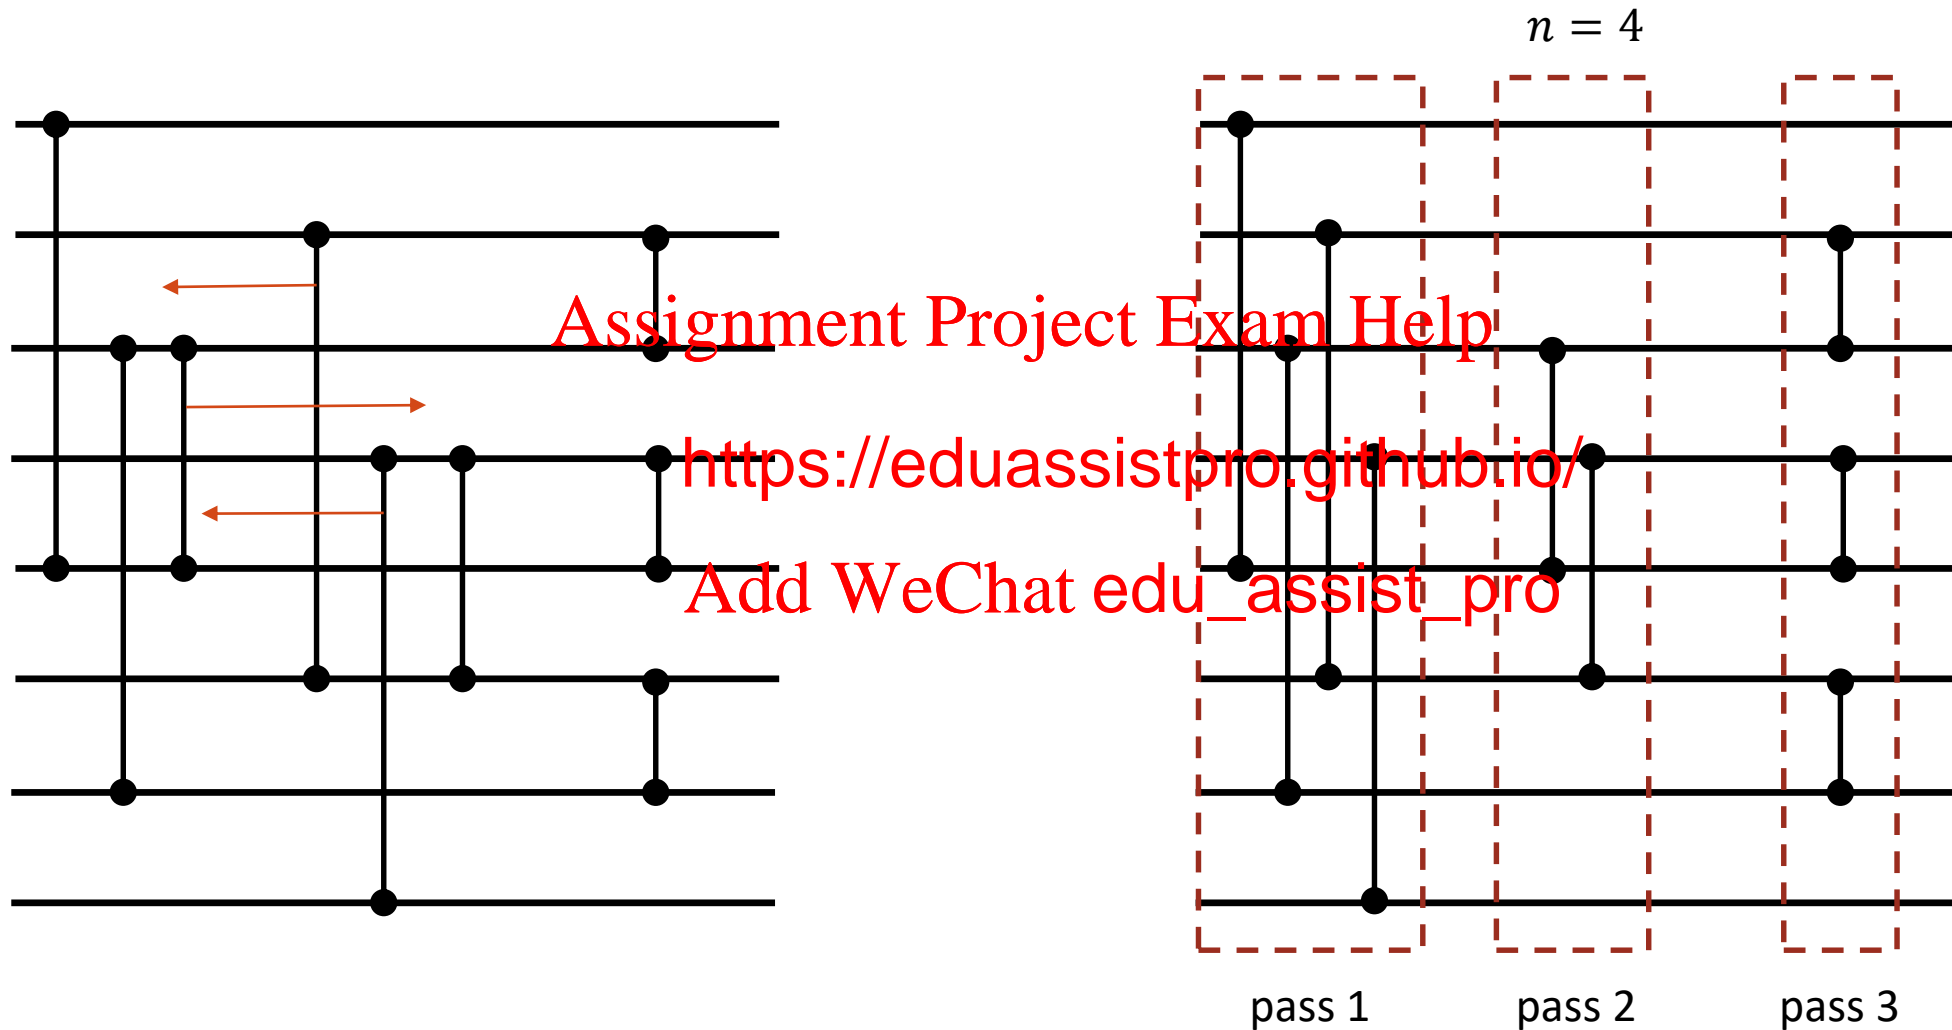 n = 4
Assignment Project Exam Help
https://eduassistpro.github.io/
Add WeChat edu_assist_pro
pass 1
pass 2
pass 3